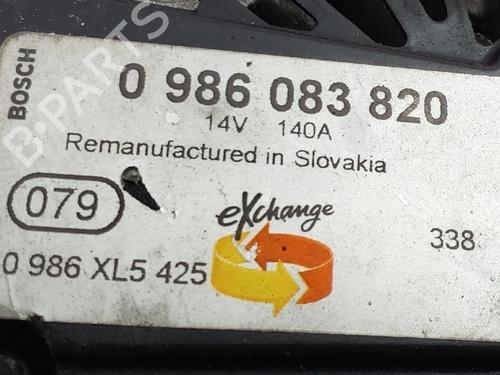 BOSCH
0 986 083 820
14V 140A
Remanufactured in Slovakia
079
eXchange
338
0 986 XL5 425
B-PARTS